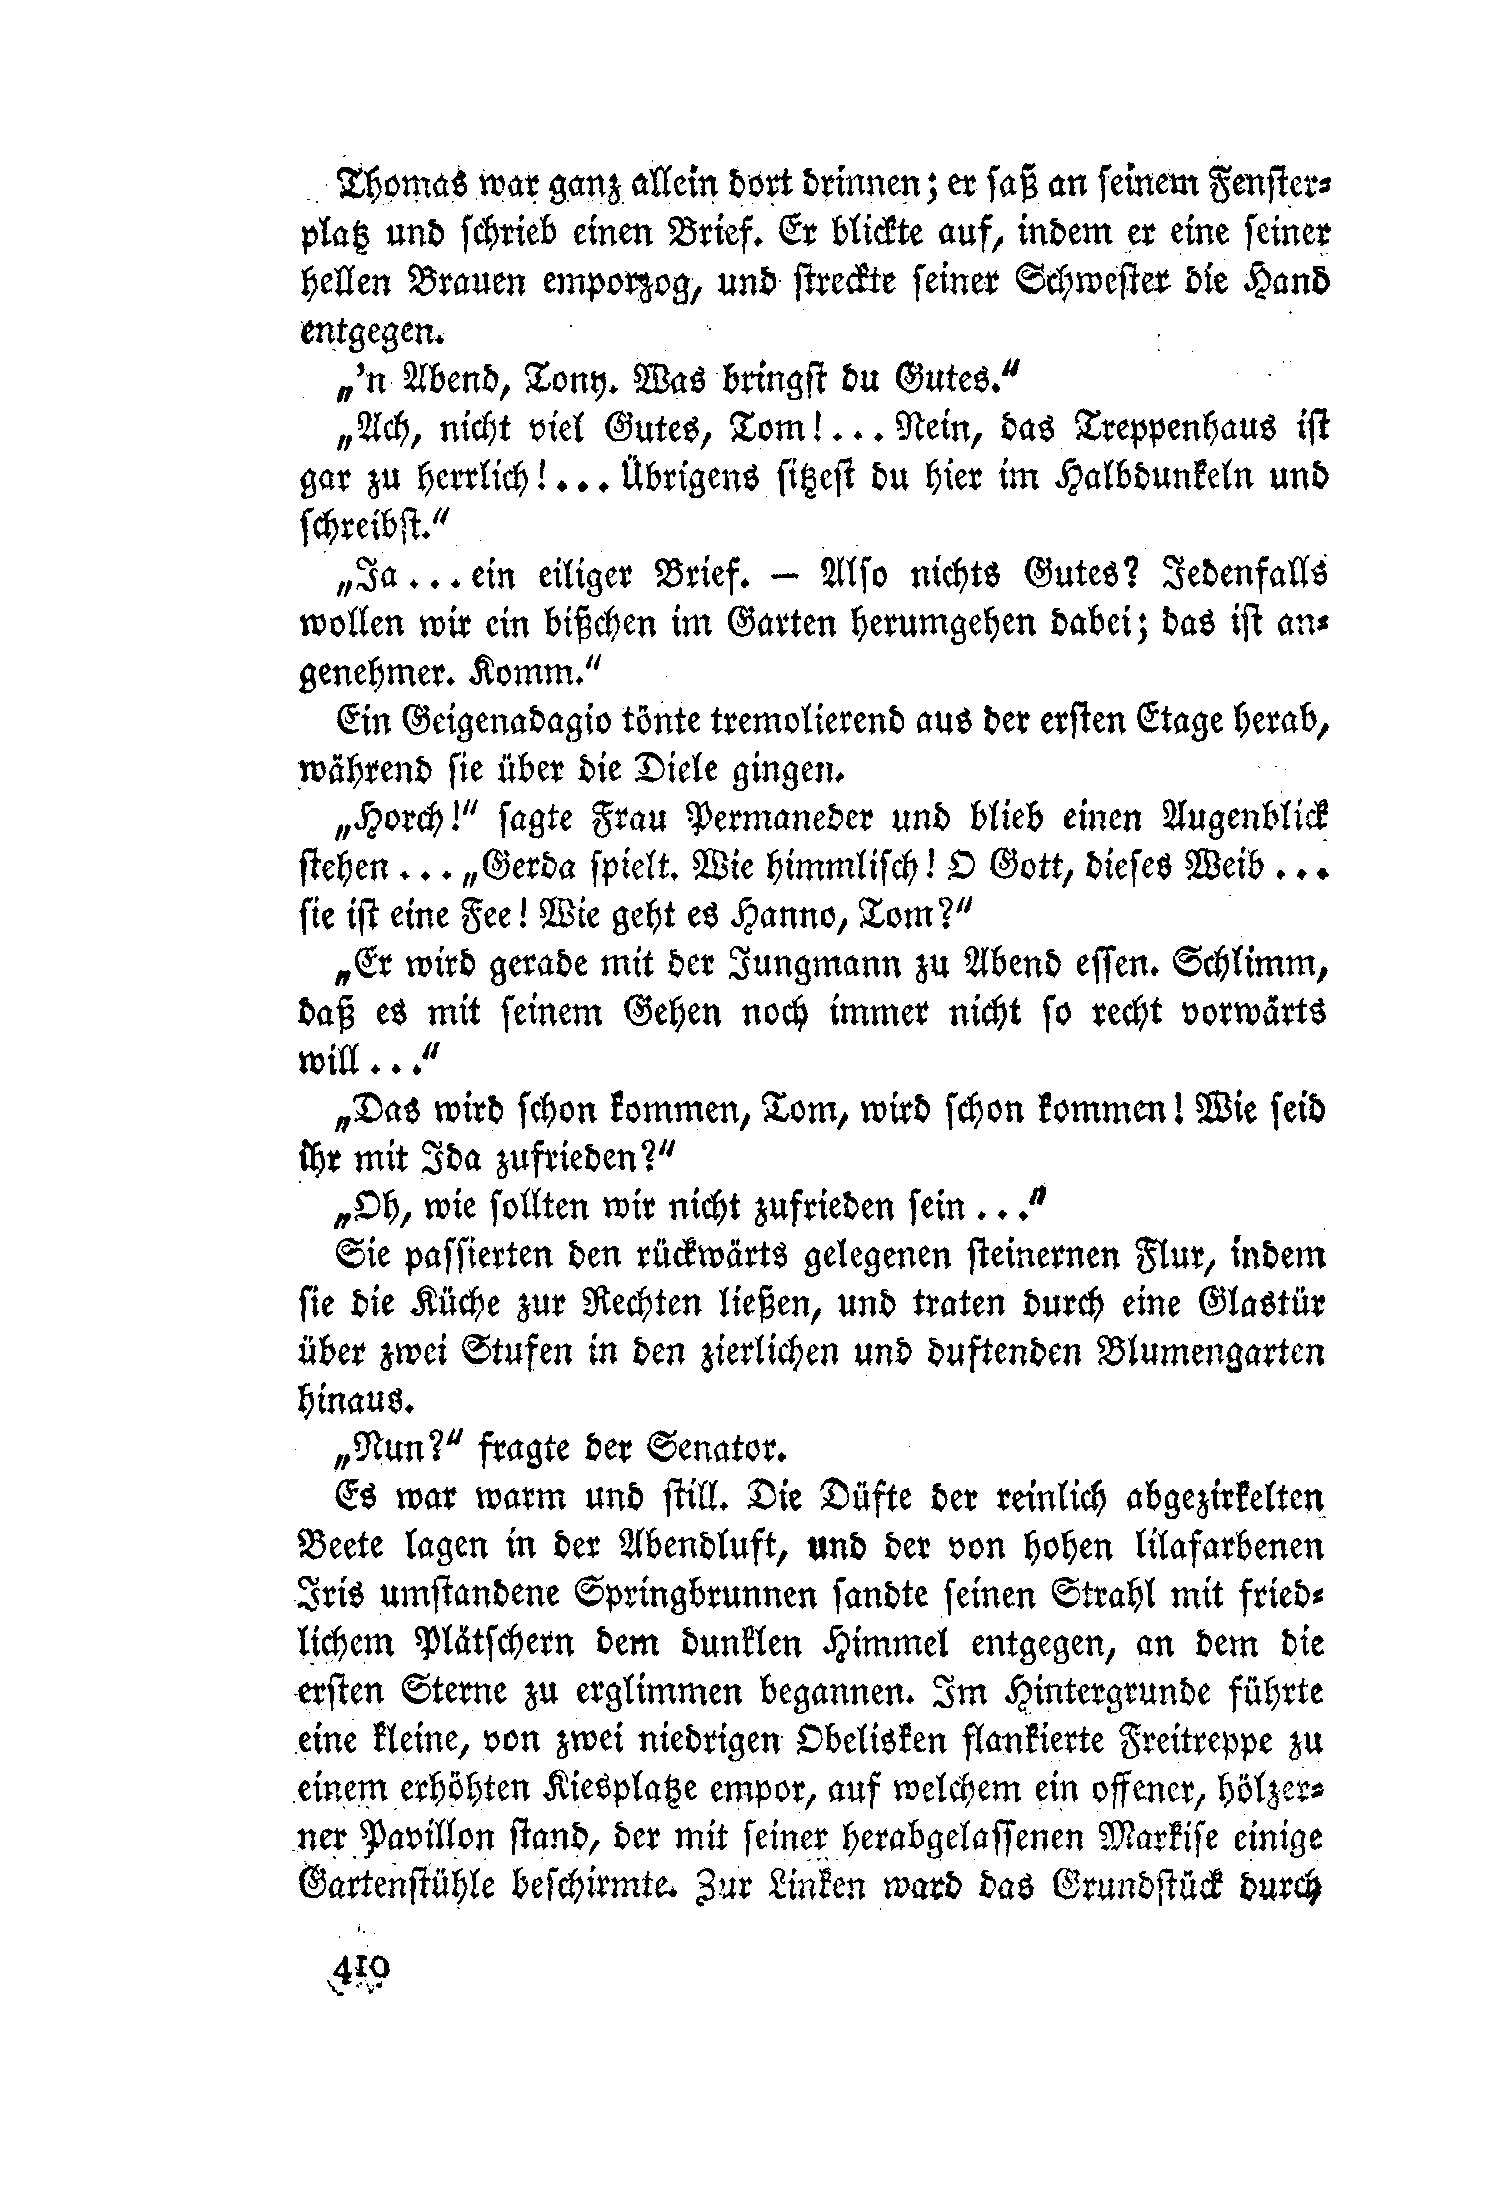 Thomas war ganz allein dort drinnen; er saß an seinem Fenster-
platz und schrieb einen Brief. Er blickte auf, indem er eine seiner
hellen Brauen emporzog, und streckte seiner Schwester die Hand
entgegen.
„’n Abend, Tony. Was bringst du Gutes.“
„Ach, nicht viel Gutes, Tom!... Nein, das Treppenhaus ist
gar zu herrlich!... Übrigens sitzest du hier im Halbdunkeln und
schreibst.“
„Ja ... ein eiliger Brief. — Also nichts Gutes? Jedenfalls
wollen wir ein bißchen im Garten herumgehen dabei; das ist an-
genehmer. Komm.“
Ein Geigenadagio tönte tremolierend aus der ersten Etage herab,
während sie über die Diele gingen.
„Horch!“ sagte Frau Permaneder und blieb einen Augenblick
stehen ... „Gerda spielt. Wie himmlisch! O Gott, dieses Weib ...
sie ist eine Fee! Wie geht es Hanno, Tom?“
„Er wird gerade mit der Jungmann zu Abend essen. Schlimm,
daß es mit seinem Gehen noch immer nicht so recht vorwärts
will ...“
„Das wird schon kommen, Tom, wird schon kommen! Wie seid
ihr mit Ida zufrieden?“
„Oh, wie sollten wir nicht zufrieden sein ...“
Sie passierten den rückwärts gelegenen steinernen Flur, indem
sie die Küche zur Rechten ließen, und traten durch eine Glastür
über zwei Stufen in den zierlichen und duftenden Blumengarten
hinaus.
„Nun?“ fragte der Senator.
Es war warm und still. Die Düfte der reinlich abgezirkelten
Beete lagen in der Abendluft, und der von hohen lilafarbenen
Iris umstandene Springbrunnen sandte seinen Strahl mit fried-
lichem Plätschern dem dunklen Himmel entgegen, an dem die
ersten Sterne zu erglimmen begannen. Im Hintergrunde führte
eine kleine, von zwei niedrigen Obelisken flankierte Freitreppe zu
einem erhöhten Kiesplatze empor, auf welchem ein offener, hölzer-
ner Pavillon stand, der mit seiner herabgelassenen Markise einige
Gartenstühle beschirmte. Zur Linken ward das Grundstück durch
410